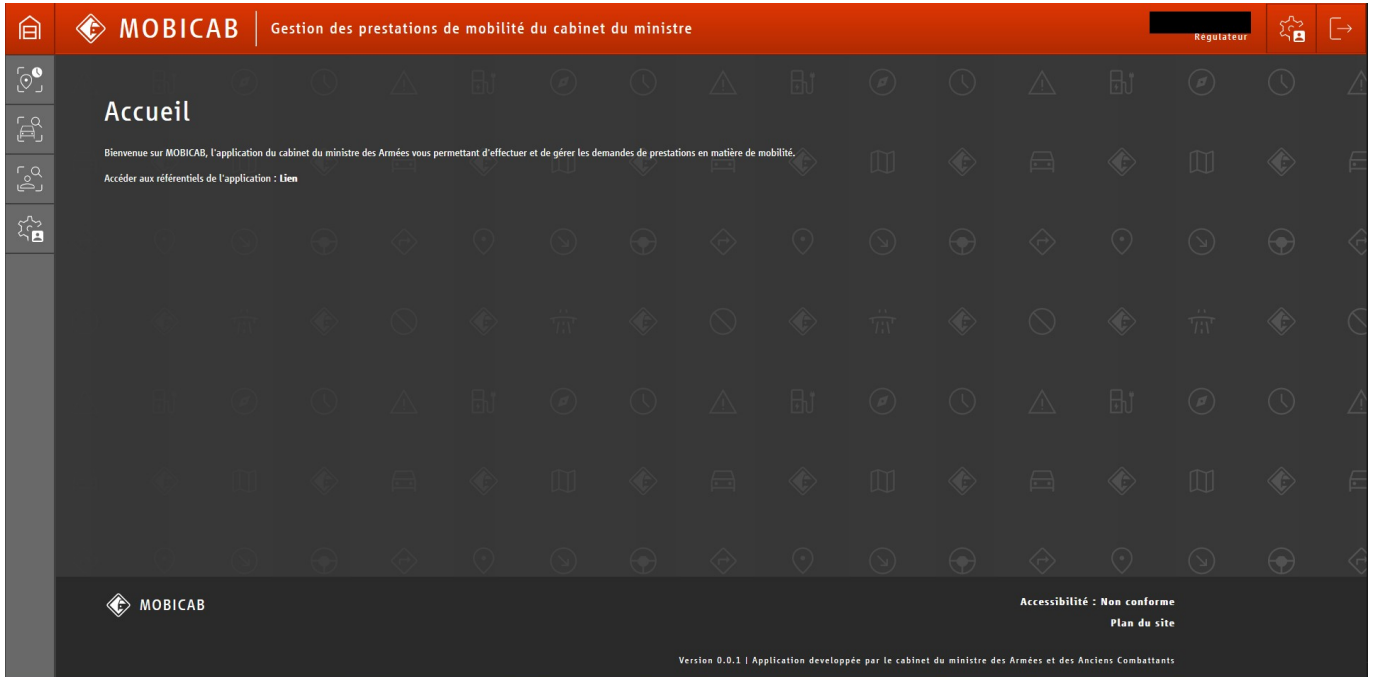 MOBICAB
Gestion des prestations de mobilité du cabinet du ministre
Régulateur
Accueil
Bienvenue sur MOBICAB, l'application du cabinet du ministre des Armées vous permettant d'effectuer et de gérer les demandes de prestations en matière de mobilité.
Accéder aux référentiels de l'application : Lien
MOBICAB
Accessibilité : Non conforme
Plan du site
Version 0.0.1 | Application developpée par le cabinet du ministre des Armées et des Anciens Combattants